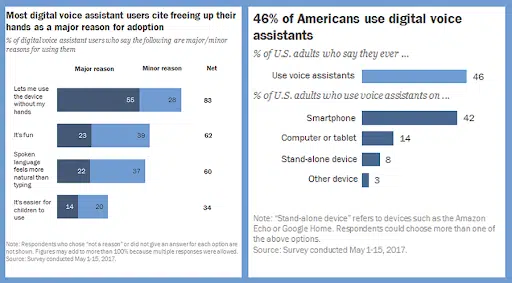 Most digital voice assistant users cite freeing up their
hands as a major reason for adoption
% of digital voice assistant users who say the following are major/minor
reasons for using them
Major reason Minor reason Net
Lets me use
the device
without my
hands
55 28 83
It's fun
23 39 62
Spoken
language
feels more
natural than
typing
22 37 60
It's easier for
children to
use
14 20 34
Note: Respondents who chose "not a reason" or did not give an answer for each option are
not shown. Figures may add to more than 100% because multiple responses were allowed.
Source: Survey conducted May 1-15, 2017.
46% of Americans use digital voice
assistants
% of U.S. adults who say they ever ...
Use voice assistants 46
% of U.S. adults who use voice assistants on ...
Smartphone 42
Computer or tablet 14
Stand-alone device 8
Other device 3
Note: "Stand-alone device" refers to devices such as the Amazon
Echo or Google Home. Respondents could choose more than one of
the above options.
Source: Survey conducted May 1-15, 2017.